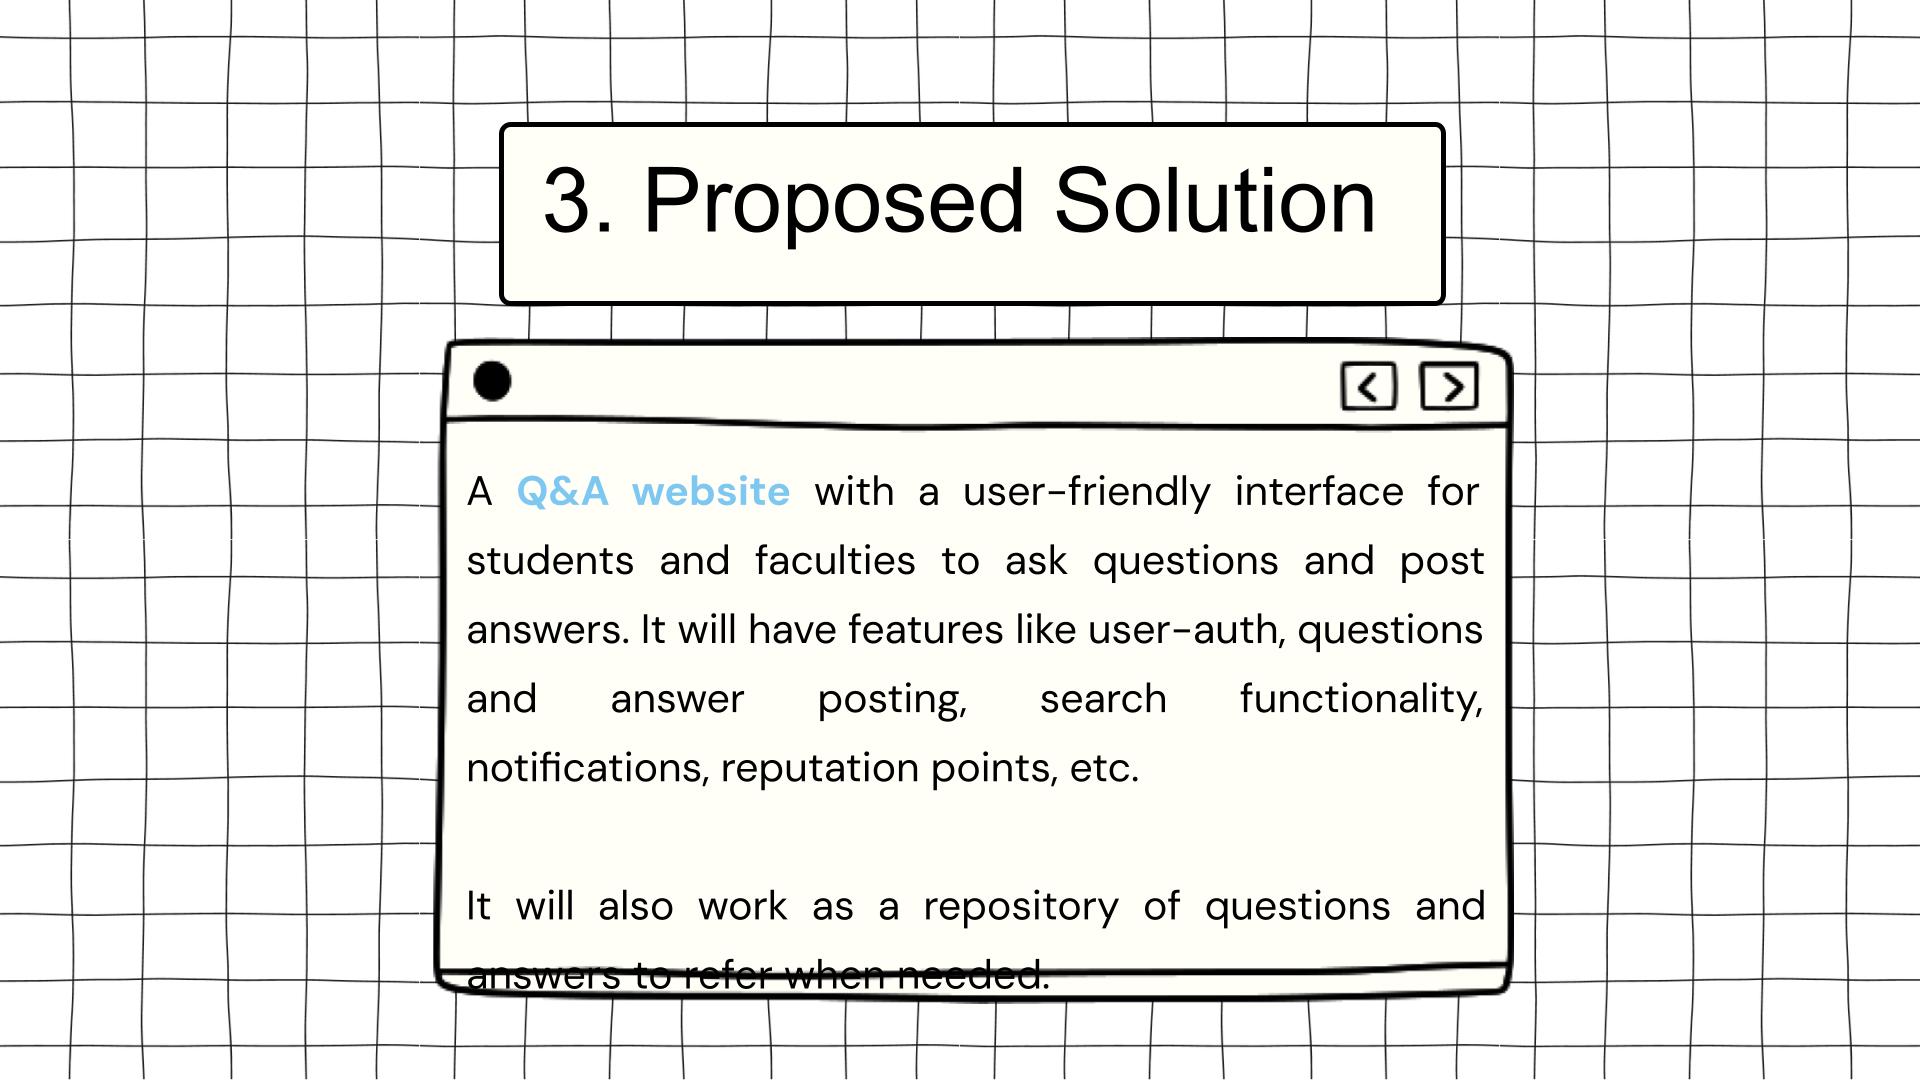 3. Proposed Solution
A Q&A website with a user-friendly interface for
students and faculties to ask questions and post
answers. It will have features like user-auth, questions
and answer posting, search functionality,
notifications, reputation points, etc.
It will also work as a repository of questions and
answers to refer when needed.